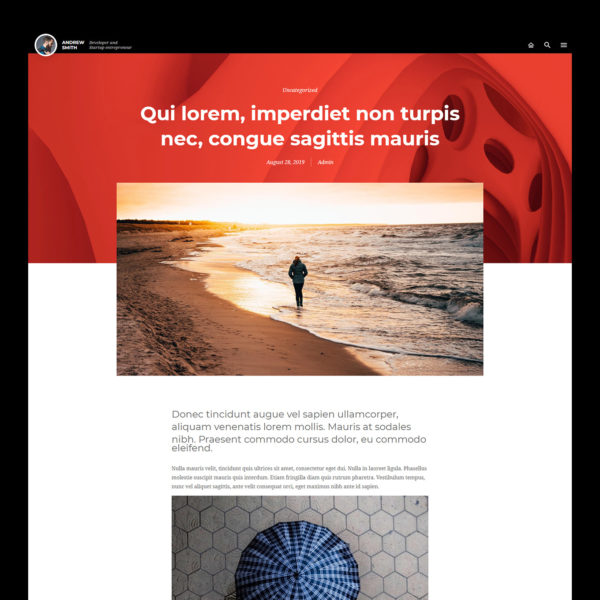 ANDREW
SMITH
Developer and
Startup entrepreneur
Uncategorized
Qui lorem, imperdiet non turpis
nec, congue sagittis mauris
August 28, 2019
Admin
Donec tincidunt augue vel sapien ullamcorper,
aliquam venenatis lorem mollis. Mauris at sodales
nibh. Praesent commodo cursus dolor, eu commodo
eleifend.
Nulla mauris velit, tincidunt quis ultrices sit amet, consectetur eget dui. Nulla in laoreet ligula. Phasellus
molestie suscipit mauris quis interdum. Etiam fringilla diam quis rutrum pharetra. Vestibulum tempus,
nunc vel aliquet sagittis, ante velit consequat orci, eget maximus nibh ante id sapien.